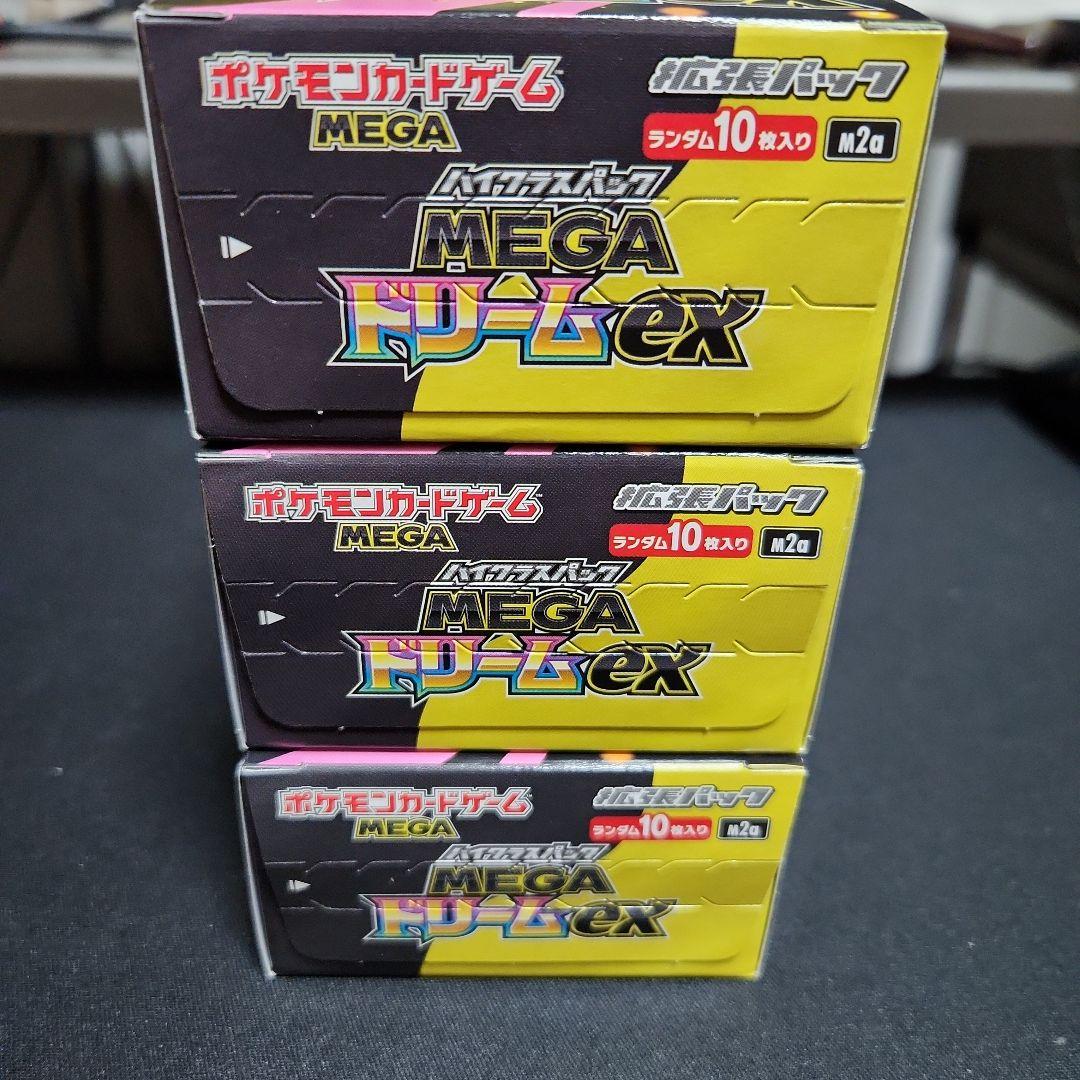 ポケモンカードゲーム
MEGA
拡張パック
ランダム10枚入り M2a
ハイクラスパック
MEGA
ドリームex
ポケモンカードゲーム
MEGA
拡張パック
ランダム10枚入り M2a
ハイクラスパック
MEGA
ドリームex
ポケモンカードゲーム
MEGA
拡張パック
ランダム10枚入り M2a
ハイクラスパック
MEGA
ドリームex